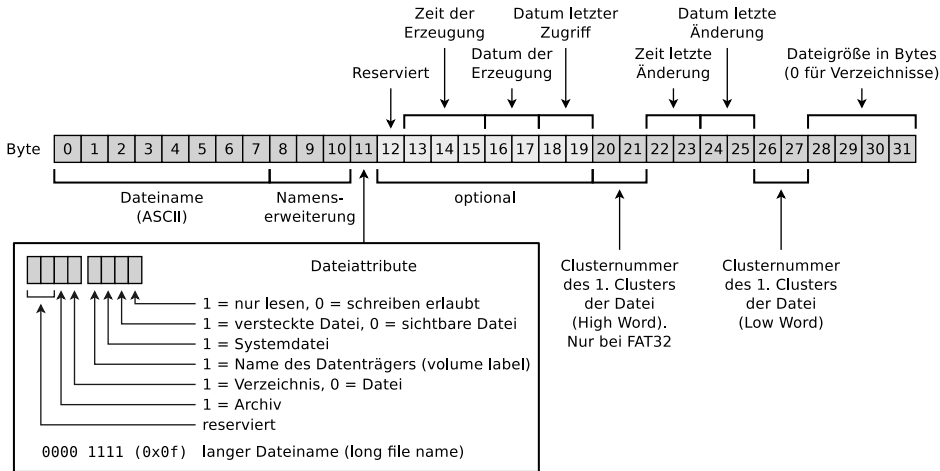 Zeit der
Erzeugung
Datum letzter
Zugriff
Datum letzte
Änderung
Reserviert
Datum der
Erzeugung
Zeit letzte
Änderung
Dateigröße in Bytes
(0 für Verzeichnisse)
Byte 0 1 2 3 4 5 6 7 8 9 10 11 12 13 14 15 16 17 18 19 20 21 22 23 24 25 26 27 28 29 30 31
Dateiname
(ASCII)
Namens-
erweiterung
optional
Clusternummer
des 1. Clusters
der Datei
(High Word).
Nur bei FAT32
Clusternummer
des 1. Clusters
der Datei
(Low Word)
Dateiattribute
1 = nur lesen, 0 = schreiben erlaubt
1 = versteckte Datei, 0 = sichtbare Datei
1 = Systemdatei
1 = Name des Datenträgers (volume label)
1 = Verzeichnis, 0 = Datei
1 = Archiv
reserviert
0000 1111 (0x0f) langer Dateiname (long file name)